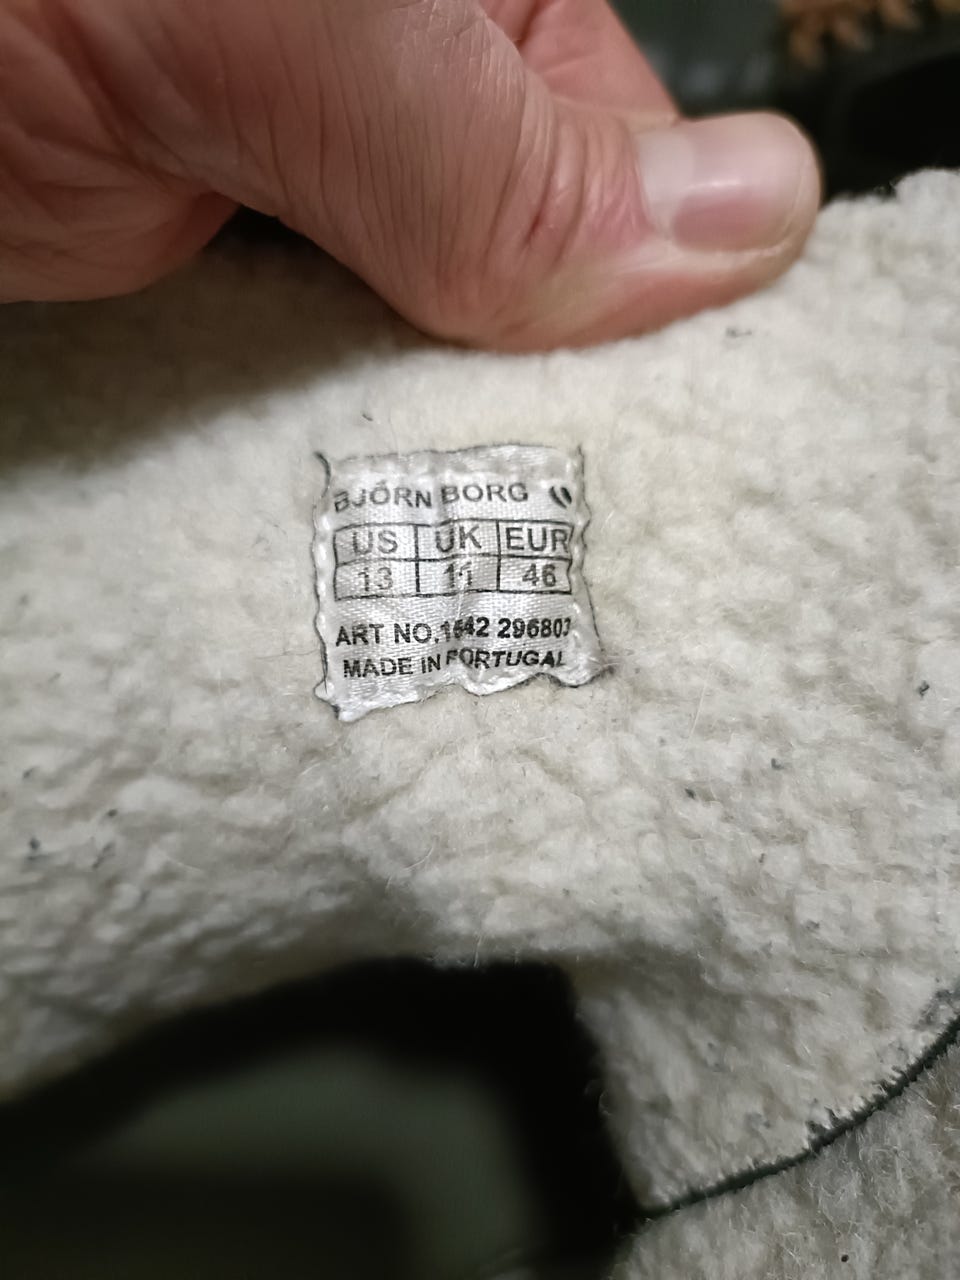 BJÖRN BORG
US UK EUR
13 11 46
ART NO.1642 296803
MADE IN PORTUGAL